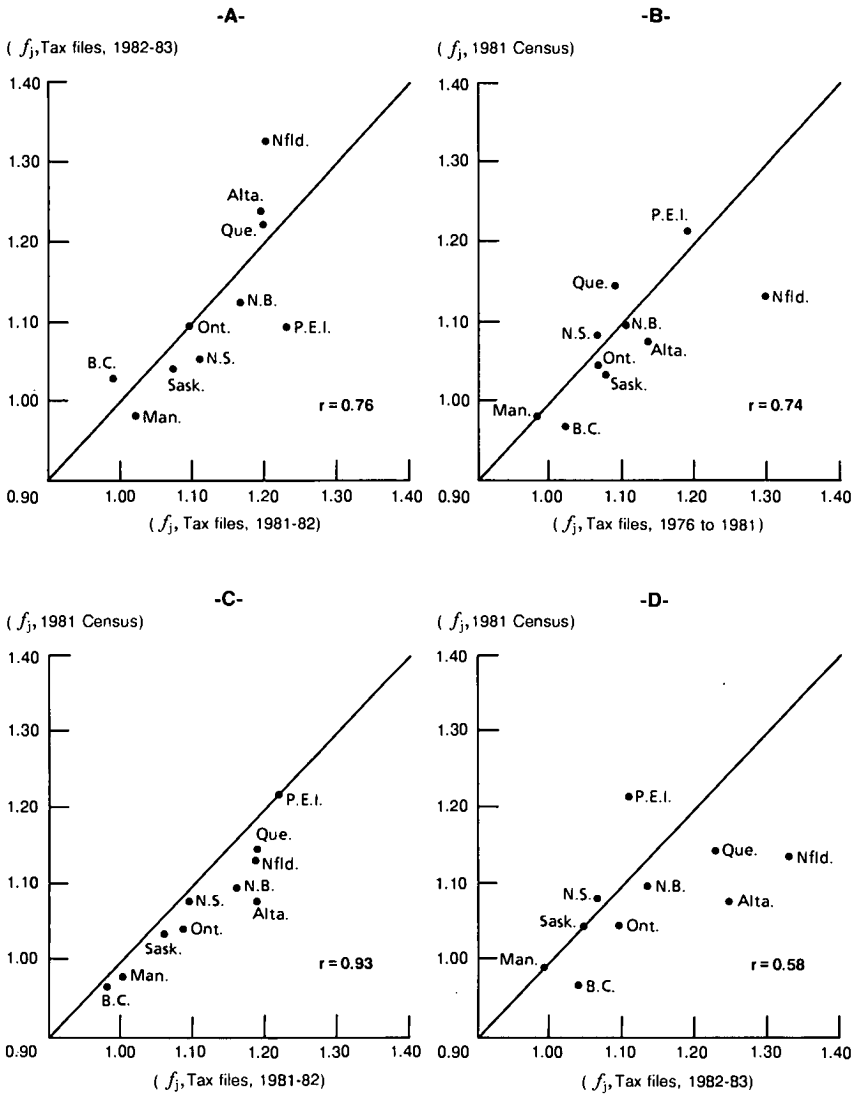 -A-
( fj, Tax files, 1982-83)
1.40
1.30
1.20
1.10
1.00
0.90
1.00 1.10 1.20 1.30 1.40
Nfld.
Alta.
Que.
N.B.
Ont.
P.E.I.
N.S.
B.C.
Sask.
Man.
r = 0.76
( fj, Tax files, 1981-82)
-B-
( fj, 1981 Census)
1.40
1.30
1.20
1.10
1.00
0.90
1.00 1.10 1.20 1.30 1.40
P.E.I.
Que.
Nfld.
N.B.
N.S.
Alta.
Ont.
Sask.
Man.
B.C.
r = 0.74
( fj, Tax files, 1976 to 1981)
-C-
( fj, 1981 Census)
1.40
1.30
1.20
1.10
1.00
0.90
1.00 1.10 1.20 1.30 1.40
P.E.I.
Que.
Nfld.
N.B.
N.S.
Alta.
Ont.
Sask.
Man.
B.C.
r = 0.93
( fj, Tax files, 1981-82)
-D-
( fj, 1981 Census)
1.40
1.30
1.20
1.10
1.00
0.90
1.00 1.10 1.20 1.30 1.40
P.E.I.
Que.
Nfld.
N.B.
N.S.
Alta.
Sask.
Ont.
Man.
B.C.
r = 0.58
( fj, Tax files, 1982-83)